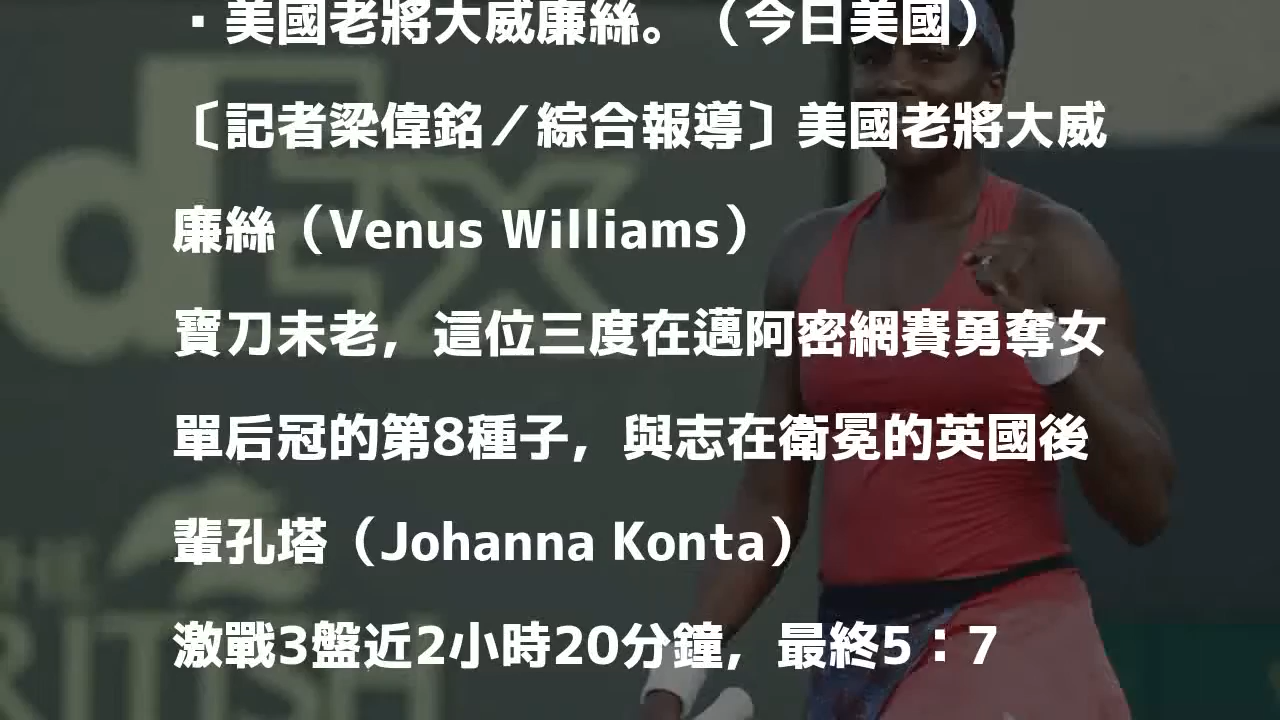 ▪美國老將大威廉絲。（今日美國）
〔記者梁偉銘／綜合報導〕美國老將大威
廉絲（Venus Williams）
寶刀未老，這位三度在邁阿密網賽勇奪女
單后冠的第8種子，與志在衛冕的英國後
輩孔塔（Johanna Konta）
激戰3盤近2小時20分鐘，最終5：7
dEx